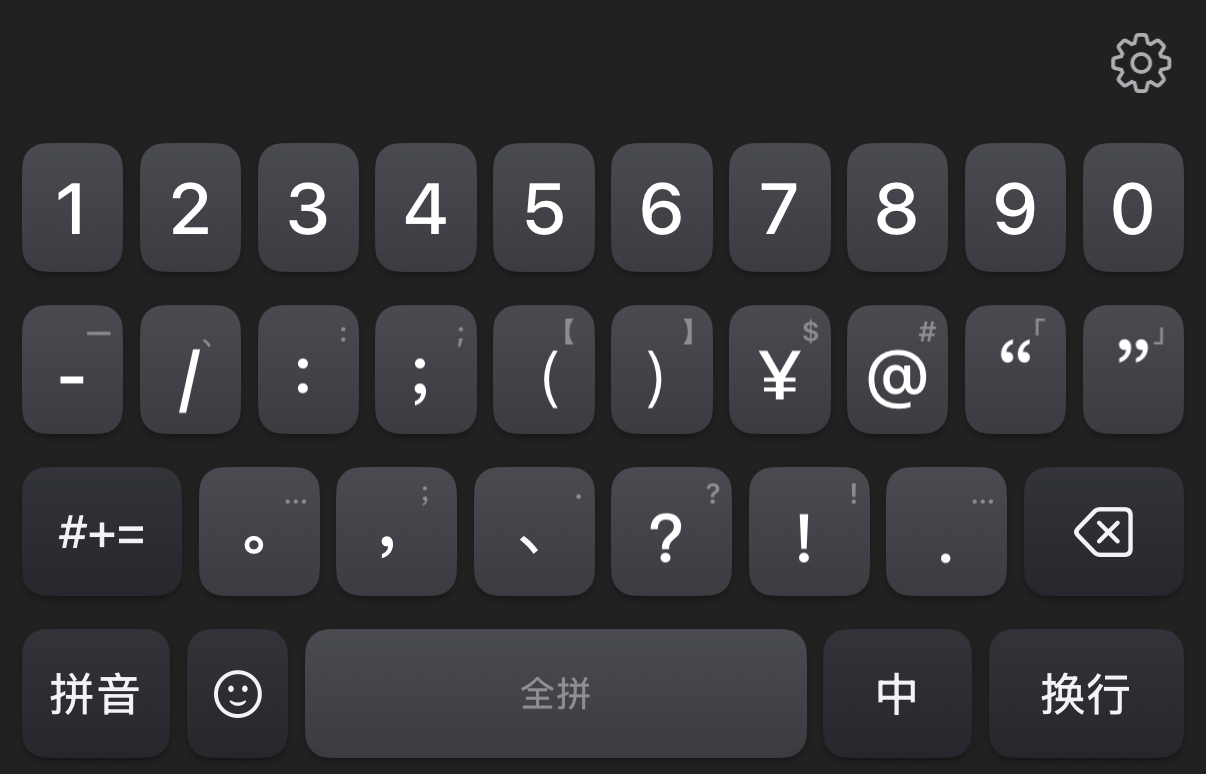 1 2 3 4 5 6 7 8 9 0
— 、 : ; 【 】 $ # 「 」
- / : ; ( ) ¥ @ “ ”
… ; · ? ! …
#+= 。 , 、 ? ! .
拼音 全拼 中 换行